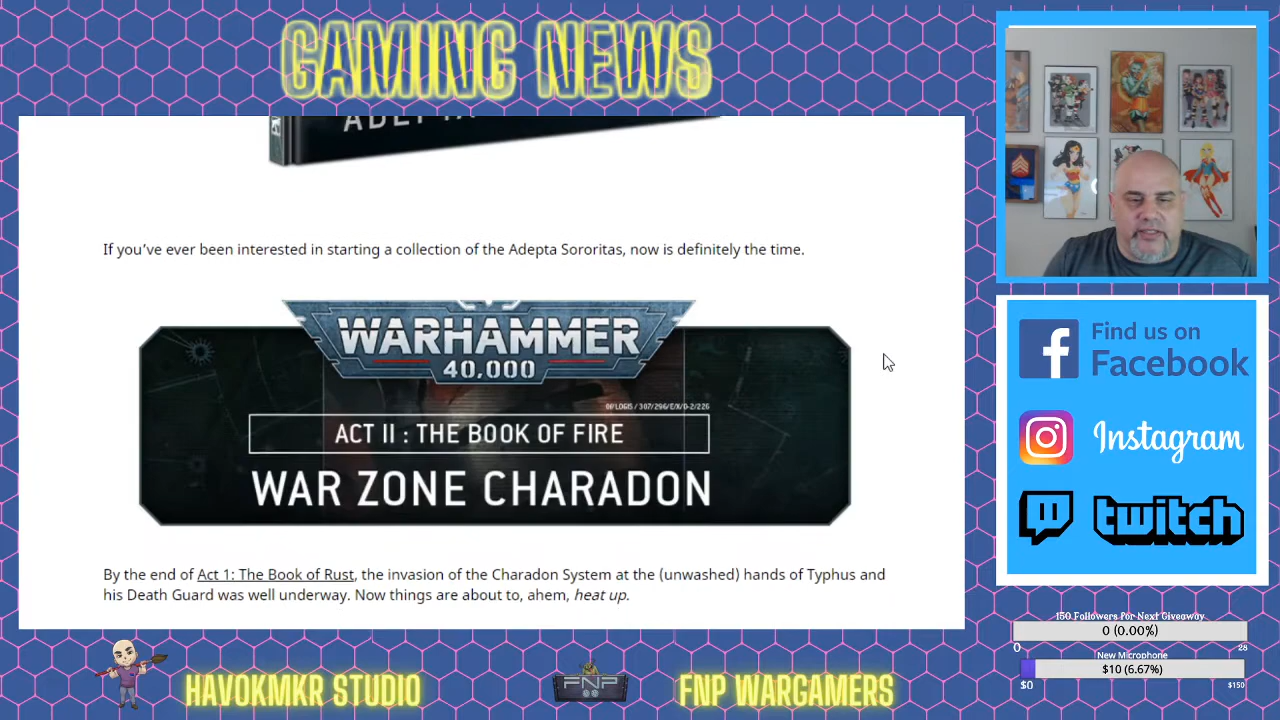 GAMING NEWS
If you've ever been interested in starting a collection of the Adepta Sororitas, now is definitely the time.
WARHAMMER
40,000
ACT II : THE BOOK OF FIRE
WAR ZONE CHARADON
By the end of Act 1: The Book of Rust, the invasion of the Charadon System at the (unwashed) hands of Typhus and
his Death Guard was well underway. Now things are about to, ahem, heat up.
Find us on
Facebook
Instagram
twitch
150 Followers For Next Giveaway
0 (0.00%)
0
28
New Microphone
$10 (6.67%)
$0
$150
HAVOKMKR STUDIO
FNP
FNP WARGAMERS